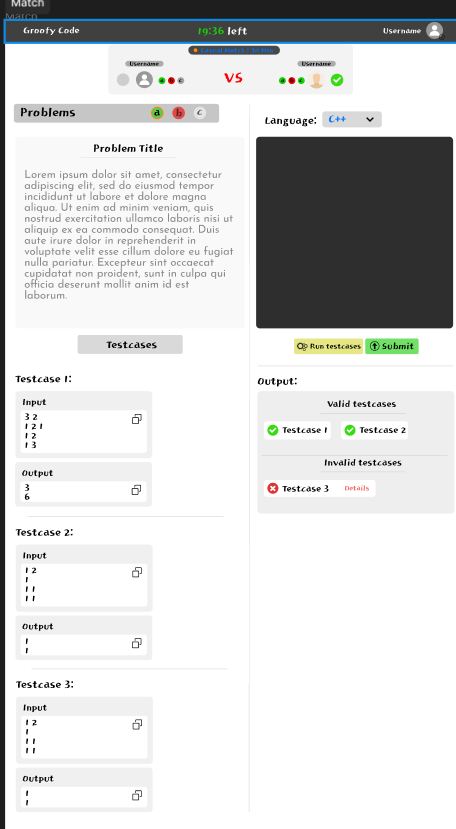 Match
Match
Groofy Code
19:36 left
Username
Casual Match / 1v1
Username
Username
a b c
VS
a b c
Problems
a b c
Language: C++
Problem Title
Lorem ipsum dolor sit amet, consectetur
adipiscing elit, sed do eiusmod tempor
incididunt ut labore et dolore magna
aliqua. Ut enim ad minim veniam, quis
nostrud exercitation ullamco laboris nisi ut
aliquip ex ea commodo consequat. Duis
aute irure dolor in reprehenderit in
voluptate velit esse cillum dolore eu fugiat
nulla pariatur. Excepteur sint occaecat
cupidatat non proident, sunt in culpa qui
officia deserunt mollit anim id est
laborum.
Testcases
Testcase 1:
Input
3 2
1 2 1
1 2
1 3
Output
3
6
Testcase 2:
Input
1 2
1
1 1
1 1
Output
1
1
Testcase 3:
Input
1 2
1
1 1
1 1
Output
1
1
Run testcases
Submit
Output:
Valid testcases
Testcase 1
Testcase 2
Invalid testcases
Testcase 3 Details